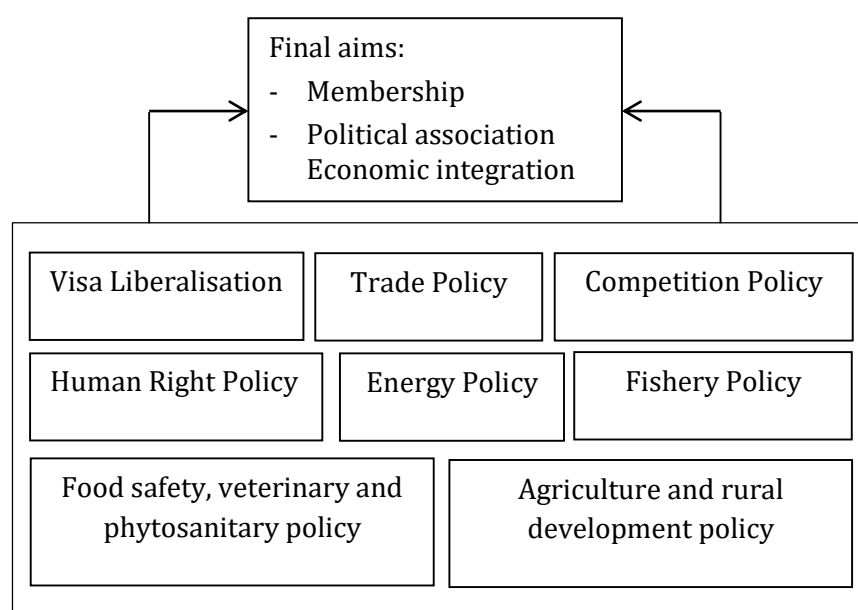 Final aims:
- Membership
- Political association
Economic integration
Visa Liberalisation
Trade Policy
Competition Policy
Human Right Policy
Energy Policy
Fishery Policy
Food safety, veterinary and
phytosanitary policy
Agriculture and rural
development policy